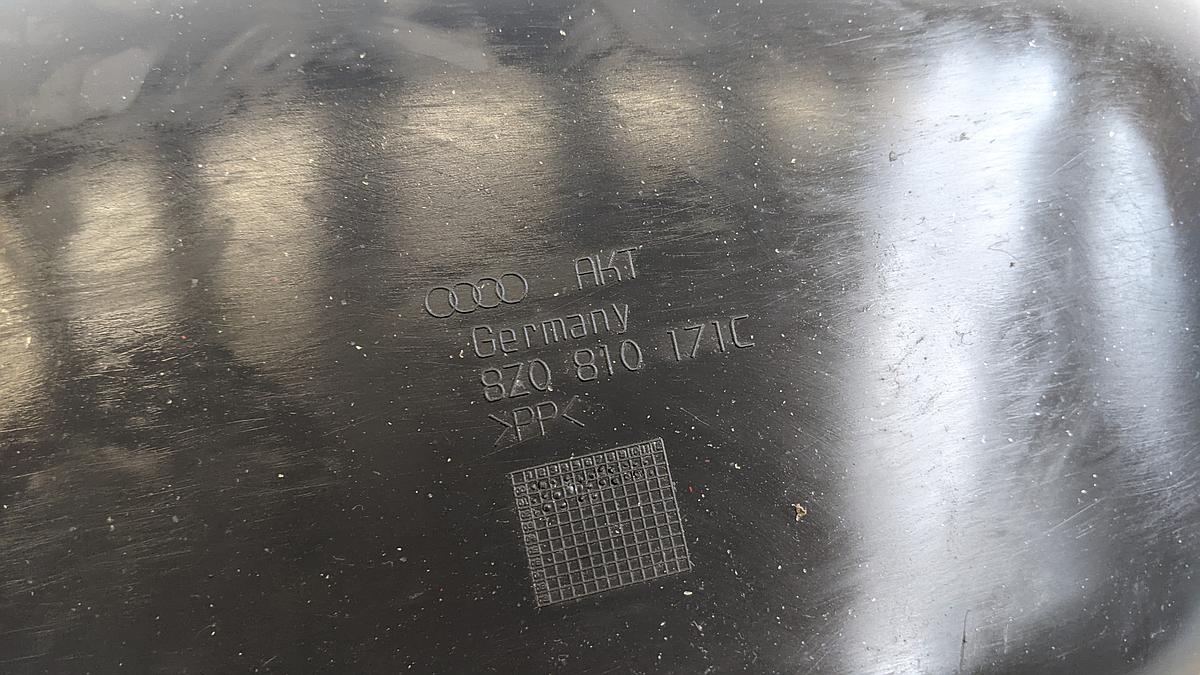 AKT
Germany
8Z0 810 171C
>PP<